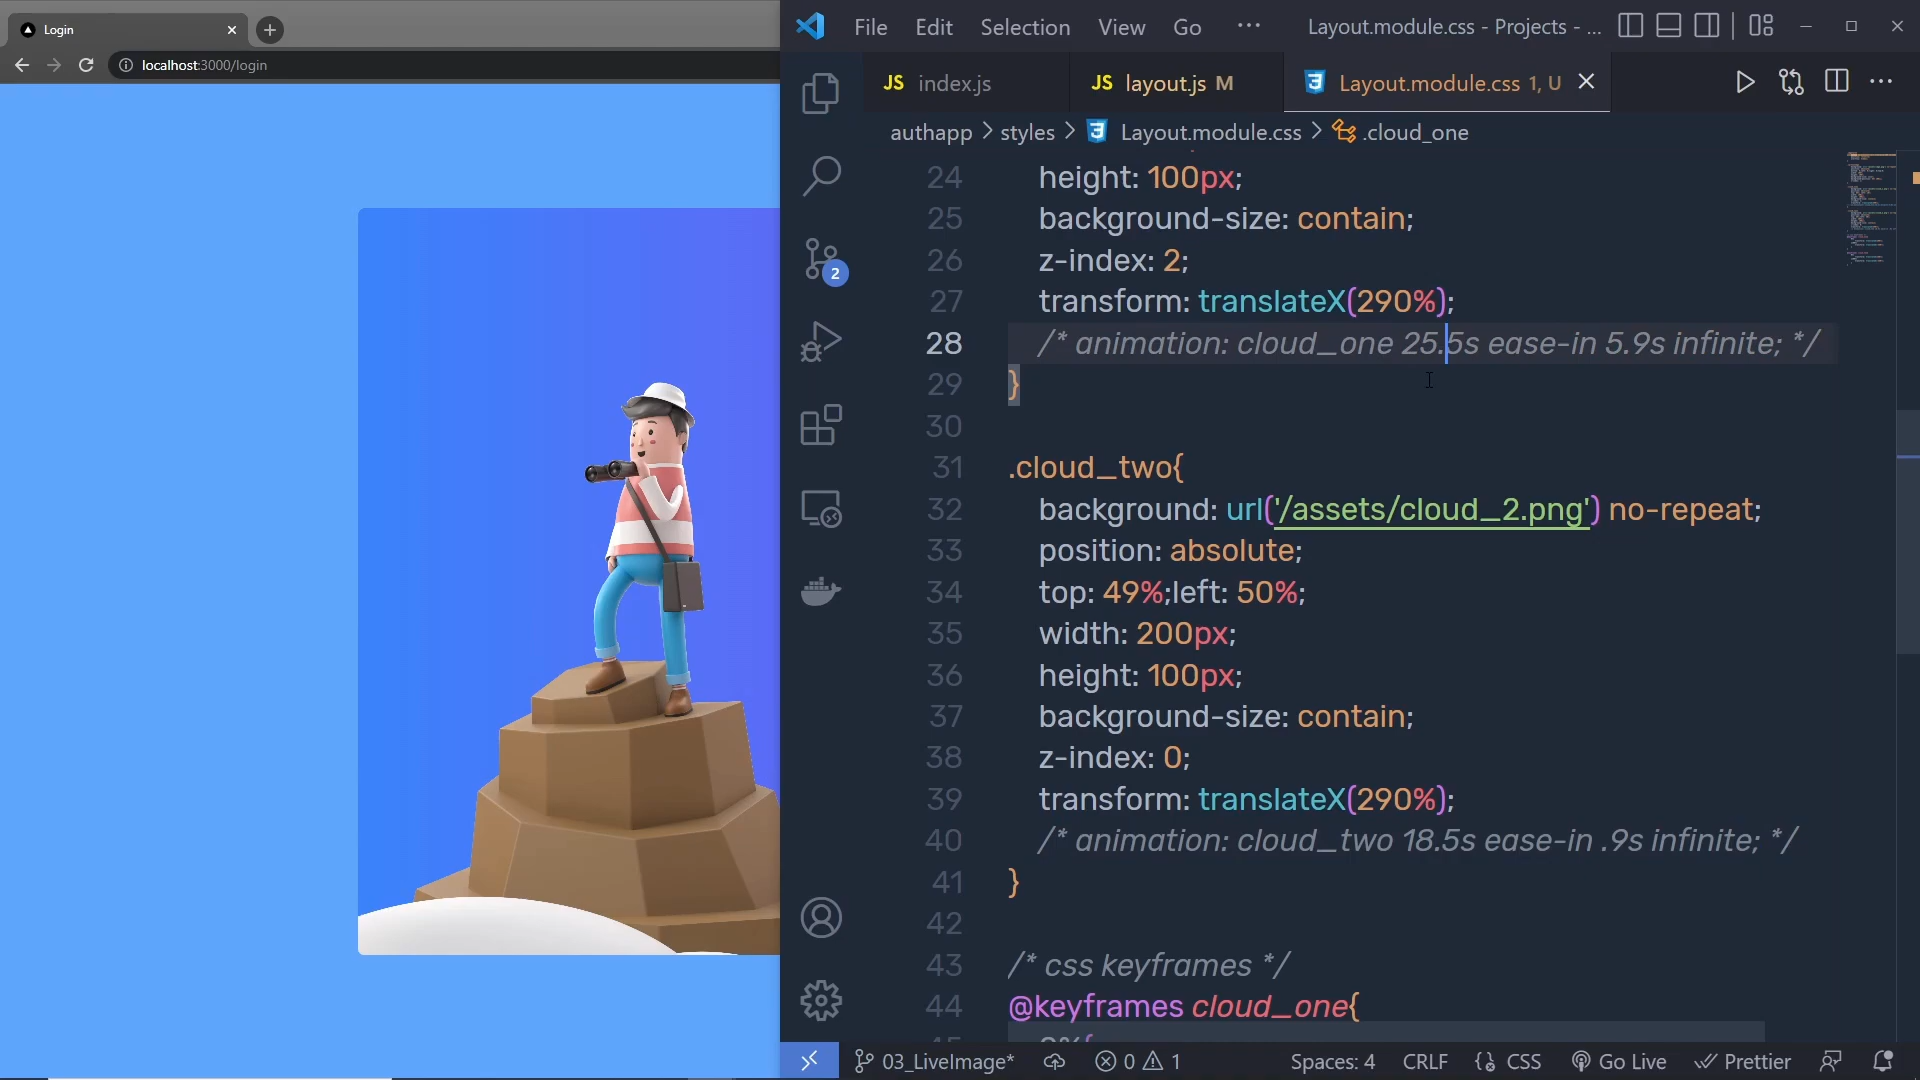 Login
localhost:3000/login
File Edit Selection View Go ··· Layout.module.css - Projects - ...
JS index.js JS layout.js M Layout.module.css 1, U
authapp > styles > Layout.module.css > .cloud_one
24 height: 100px;
25 background-size: contain;
26 z-index: 2;
27 transform: translateX(290%);
28 /* animation: cloud_one 25.5s ease-in 5.9s infinite; */
29 }
30
31 .cloud_two{
32 background: url('/assets/cloud_2.png') no-repeat;
33 position: absolute;
34 top: 49%;left: 50%;
35 width: 200px;
36 height: 100px;
37 background-size: contain;
38 z-index: 0;
39 transform: translateX(290%);
40 /* animation: cloud_two 18.5s ease-in .9s infinite; */
41 }
42
43 /* css keyframes */
44 @keyframes cloud_one{
2
03_LiveImage* 0 1 Spaces: 4 CRLF {} CSS Go Live Prettier